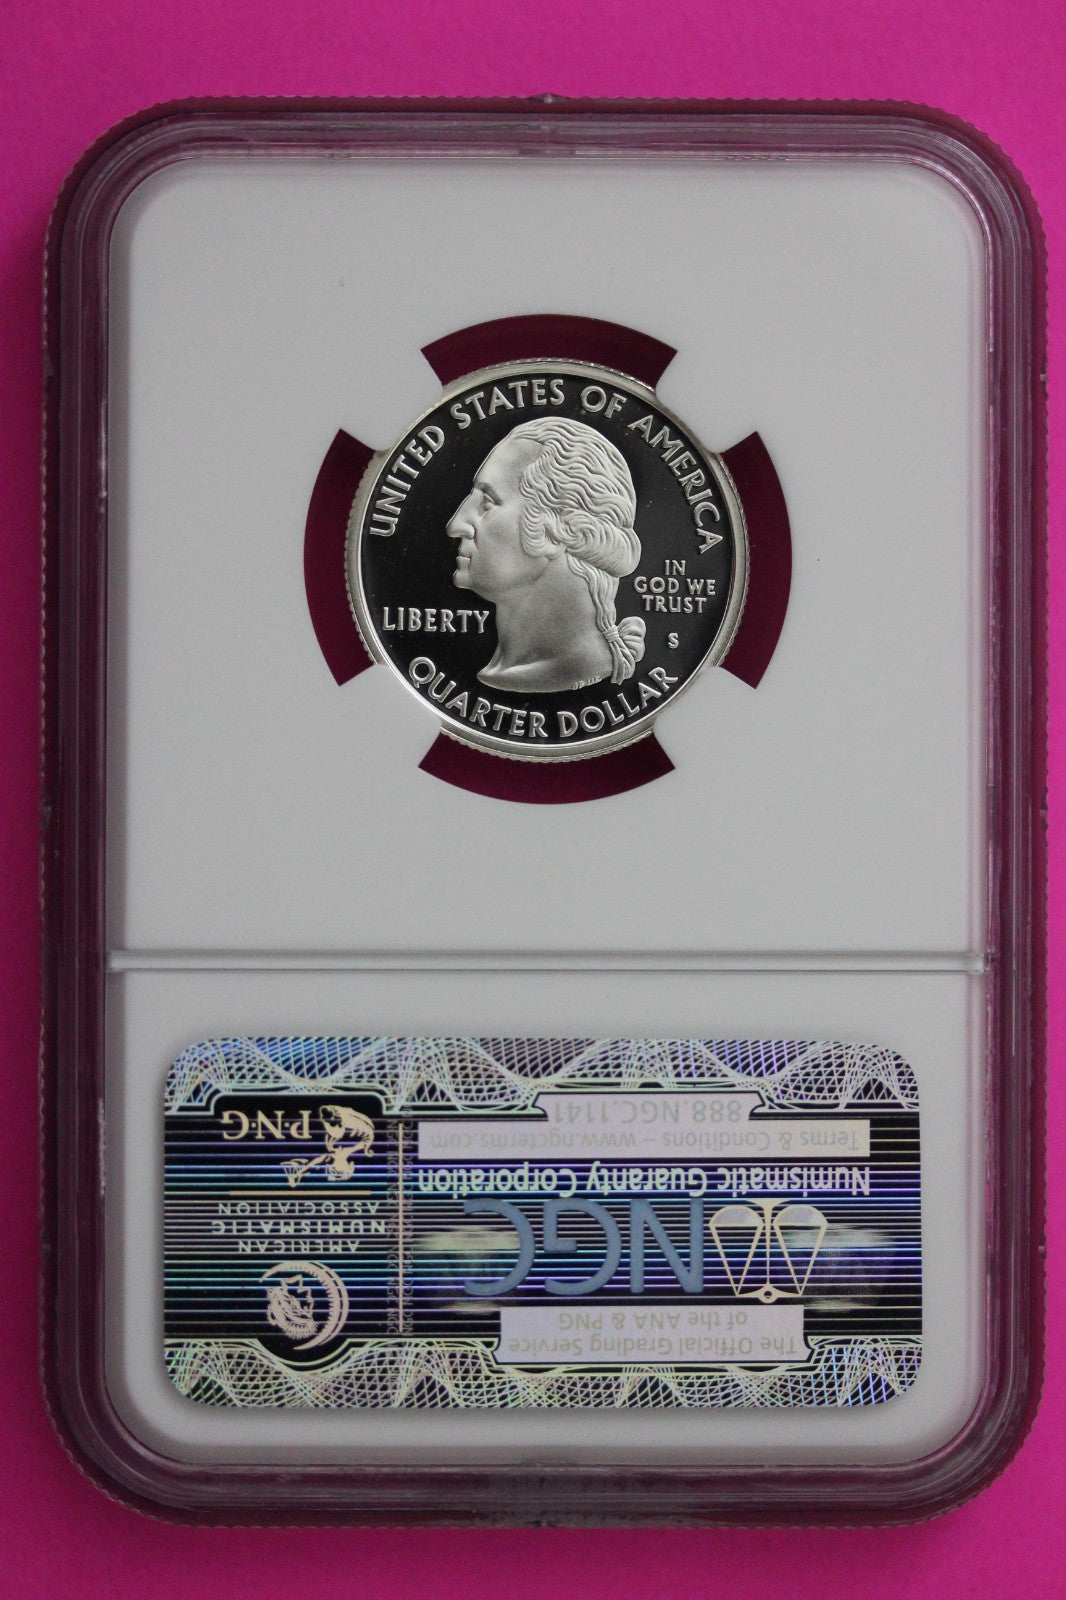 UNITED STATES OF AMERICA
LIBERTY
IN
GOD WE
TRUST
S
QUARTER DOLLAR
The Official Grading Service
of the ANA & PNG
NGC
Numismatic Guaranty Corporation
Terms & Conditions – www.ngcterms.com
888.NGC.1141
AMERICAN
NUMISMATIC
ASSOCIATION
P·N·G